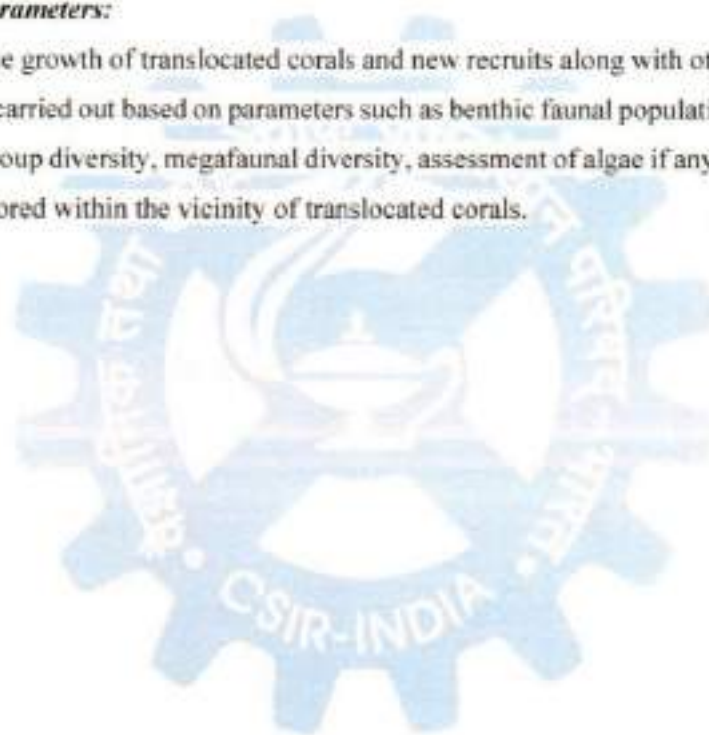 rameters:
e growth of translocated corals and new recruits along with ot
carried out based on parameters such as benthic faunal populati
oup diversity, megafaunal diversity, assessment of algae if any
ored within the vicinity of translocated corals.
CSIR-INDIA